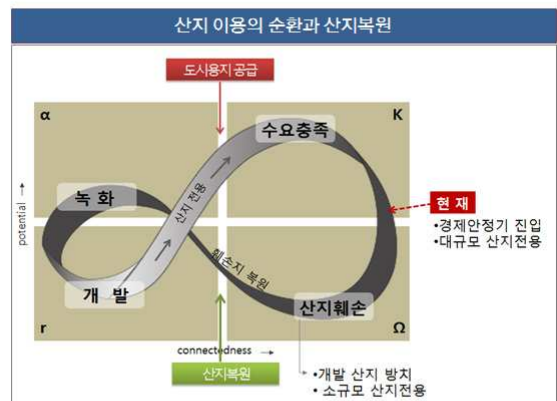 산지 이용의 순환과 산지복원
도시용지 공급
α
K
수요충족
녹 화
산지 전용
현 재
•경제안정기 진입
•대규모 산지전용
potential →
개 발
훼손지 복원
산지훼손
r
Ω
connectedness →
산지복원
•개발 산지 방치
• 소규모 산지전용